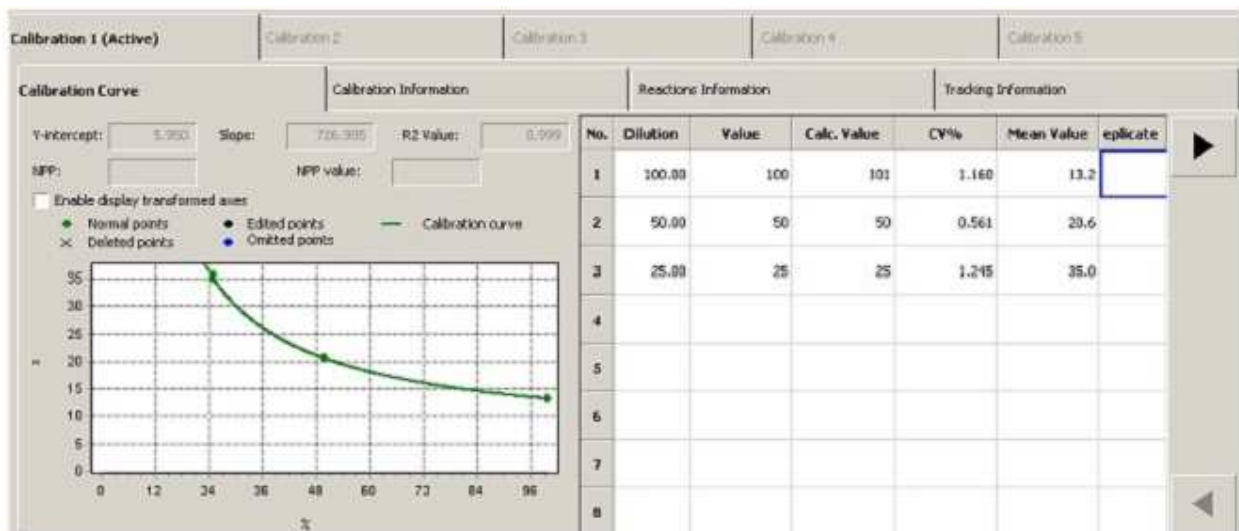 Calibration 1 (Active) Calibration 2 Calibration 3 Calibration 4 Calibration 5
Calibration Curve Calibration Information Reactions Information Tracking Information
Y-intercept: 5.950 Slope: 726.985 R2 Value: 0.999
NPP: NPP value:
Enable display transformed axes
Normal points Edited points Calibration curve
Deleted points Omitted points
35
30
25
20
15
10
5
0
0 12 24 36 48 60 72 84 96
%
No. Dilution Value Calc. Value CV% Mean Value eplicate
1 100.00 100 101 1.160 13.2
2 50.00 50 50 0.561 20.6
3 25.00 25 25 1.245 35.0
4
5
6
7
8